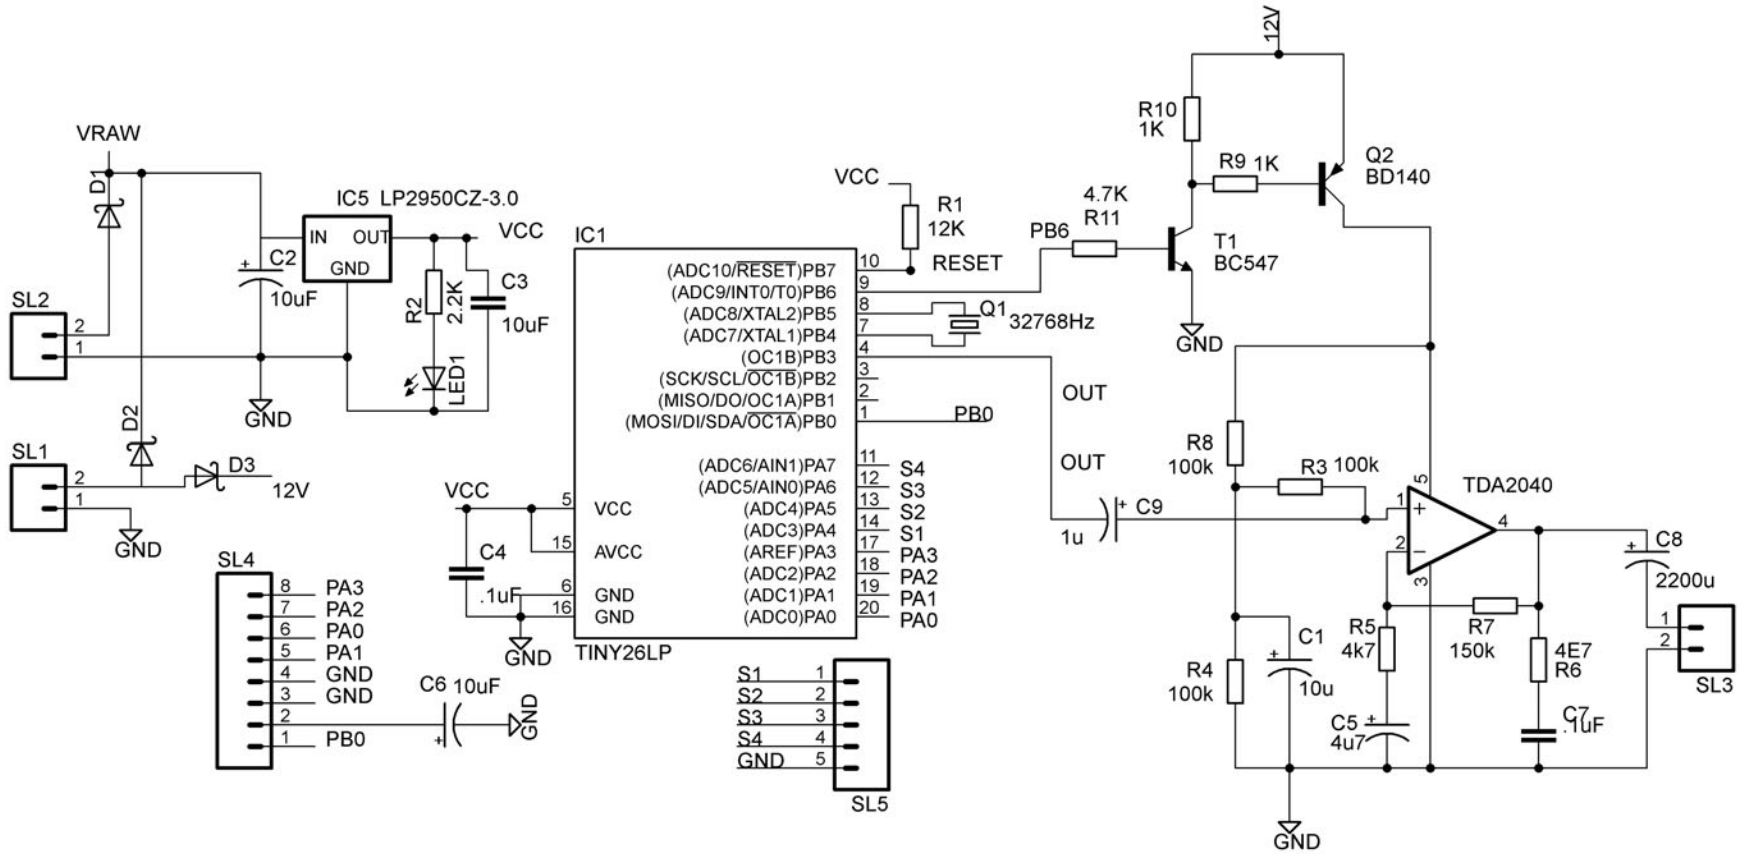 12V
R10
1K
R9 1K
Q2
BD140
VRAW
D1
IC5 LP2950CZ-3.0
IN OUT
GND
VCC
C2
10uF
R2
2.2K
C3
10uF
LED1
SL2
2
1
GND
D2
SL1
2
1
D3
12V
GND
VCC
R1
12K
RESET
4.7K
R11
PB6
T1
BC547
GND
IC1
(ADC10/RESET)PB7 10
(ADC9/INT0/T0)PB6 9
(ADC8/XTAL2)PB5 8
(ADC7/XTAL1)PB4 7
(OC1B)PB3 4
(SCK/SCL/OC1B)PB2 3
(MISO/DO/OC1A)PB1 2
(MOSI/DI/SDA/OC1A)PB0 1
PB0
Q1
32768Hz
OUT
OUT
(ADC6/AIN1)PA7 11 S4
(ADC5/AIN0)PA6 12 S3
(ADC4)PA5 13 S2
(ADC3)PA4 14 S1
(AREF)PA3 17 PA3
(ADC2)PA2 18 PA2
(ADC1)PA1 19 PA1
(ADC0)PA0 20 PA0
VCC
5 VCC
15 AVCC
6 GND
16 GND
C4
.1uF
GND
TINY26LP
SL4
8 PA3
7 PA2
6 PA0
5 PA1
4 GND
3 GND
2
1 PB0
C6 10uF
+
GND
S1 1
S2 2
S3 3
S4 4
GND 5
SL5
R8
100k
R3 100k
+ C9
1u
TDA2040
5
1 +
2 −
3
4
R4
100k
+
C1
10u
R5
4k7
R7
150k
4E7
R6
+
C5
4u7
C7
.1uF
+
C8
2200u
1
2
SL3
GND